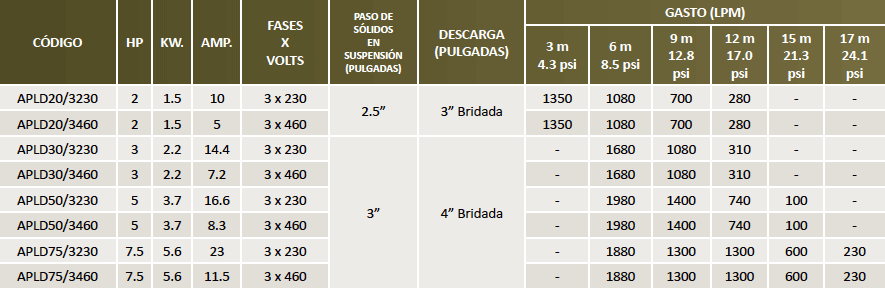 CÓDIGO HP KW. AMP. FASES X VOLTS PASO DE SÓLIDOS EN SUSPENSIÓN (PULGADAS) DESCARGA (PULGADAS) GASTO (LPM)
3 m 4.3 psi 6 m 8.5 psi 9 m 12.8 psi 12 m 17.0 psi 15 m 21.3 psi 17 m 24.1 psi
APLD20/3230 2 1.5 10 3 x 230 2.5” 3” Bridada 1350 1080 700 280 - -
APLD20/3460 2 1.5 5 3 x 460 1350 1080 700 280 - -
APLD30/3230 3 2.2 14.4 3 x 230 3” 4” Bridada - 1680 1080 310 - -
APLD30/3460 3 2.2 7.2 3 x 460 - 1680 1080 310 - -
APLD50/3230 5 3.7 16.6 3 x 230 - 1980 1400 740 100 -
APLD50/3460 5 3.7 8.3 3 x 460 - 1980 1400 740 100 -
APLD75/3230 7.5 5.6 23 3 x 230 - 1880 1300 1300 600 230
APLD75/3460 7.5 5.6 11.5 3 x 460 - 1880 1300 1300 600 230